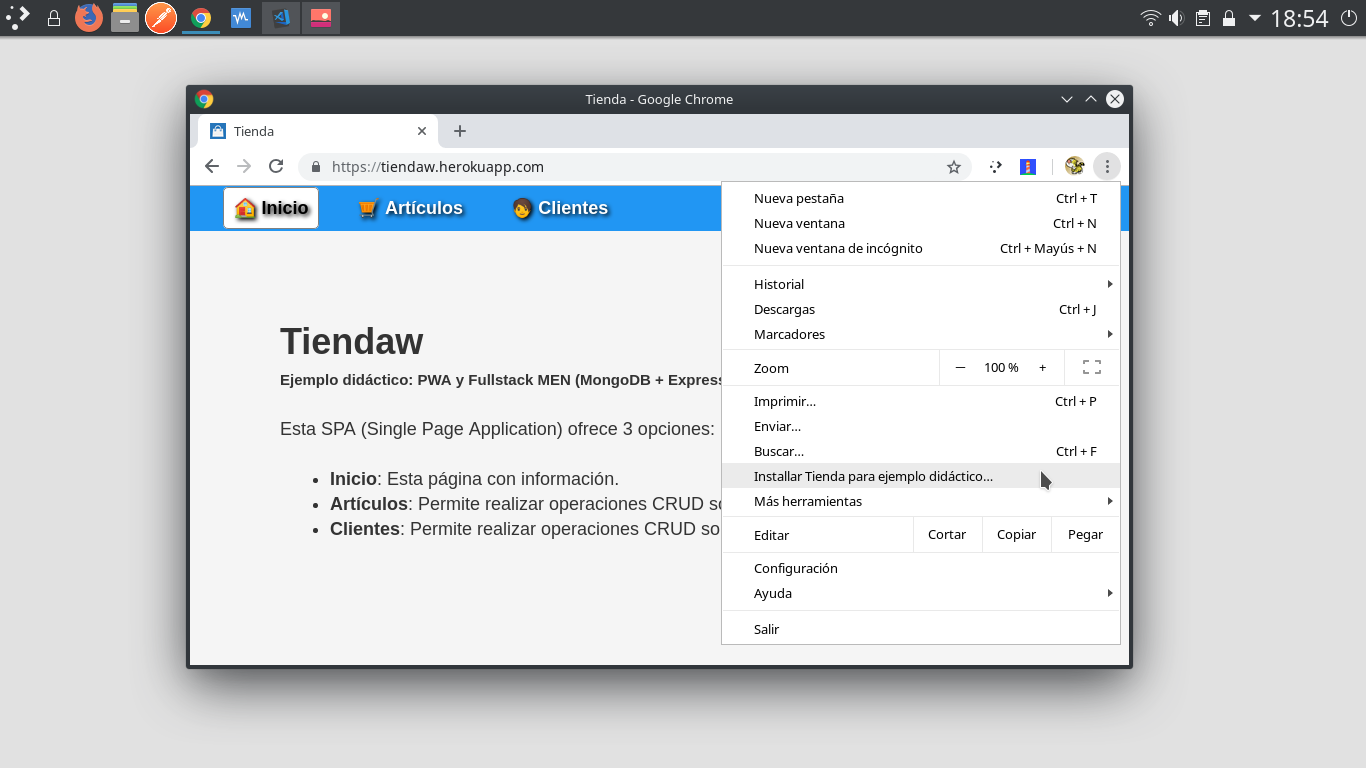 18:54
Tienda - Google Chrome
Tienda
https://tiendaw.herokuapp.com
Inicio Artículos Clientes
Tiendaw
Ejemplo didáctico: PWA y Fullstack MEN (MongoDB + Express
Esta SPA (Single Page Application) ofrece 3 opciones:
Inicio: Esta página con información.
Artículos: Permite realizar operaciones CRUD so
Clientes: Permite realizar operaciones CRUD so
Nueva pestaña Ctrl + T
Nueva ventana Ctrl + N
Nueva ventana de incógnito Ctrl + Mayús + N
Historial
Descargas Ctrl + J
Marcadores
Zoom — 100 % +
Imprimir... Ctrl + P
Enviar...
Buscar... Ctrl + F
Installar Tienda para ejemplo didáctico...
Más herramientas
Editar Cortar Copiar Pegar
Configuración
Ayuda
Salir